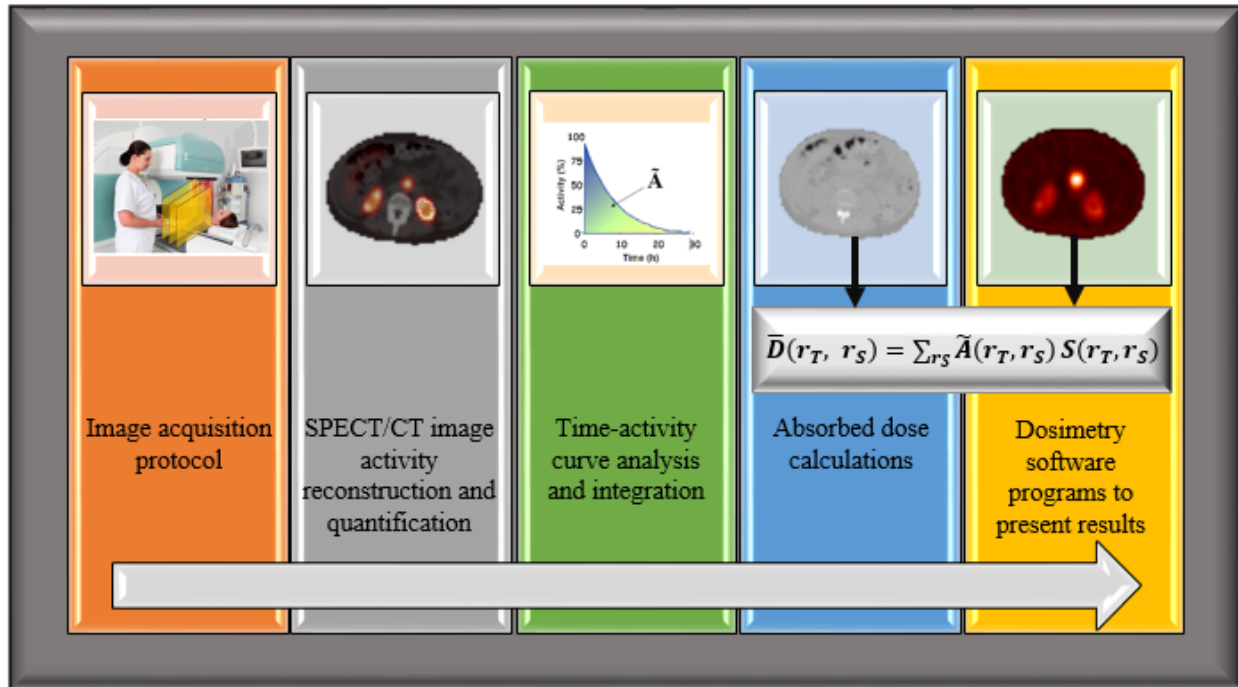 100
75
50
25
0
Activity (%)
Ã
0 10 20 30
Time (h)
D̅(r_T, r_S) = ∑_rS Ã(r_T, r_S) S(r_T, r_S)
Image acquisition
protocol
SPECT/CT image
activity
reconstruction and
quantification
Time-activity
curve analysis
and integration
Absorbed dose
calculations
Dosimetry
software
programs to
present results